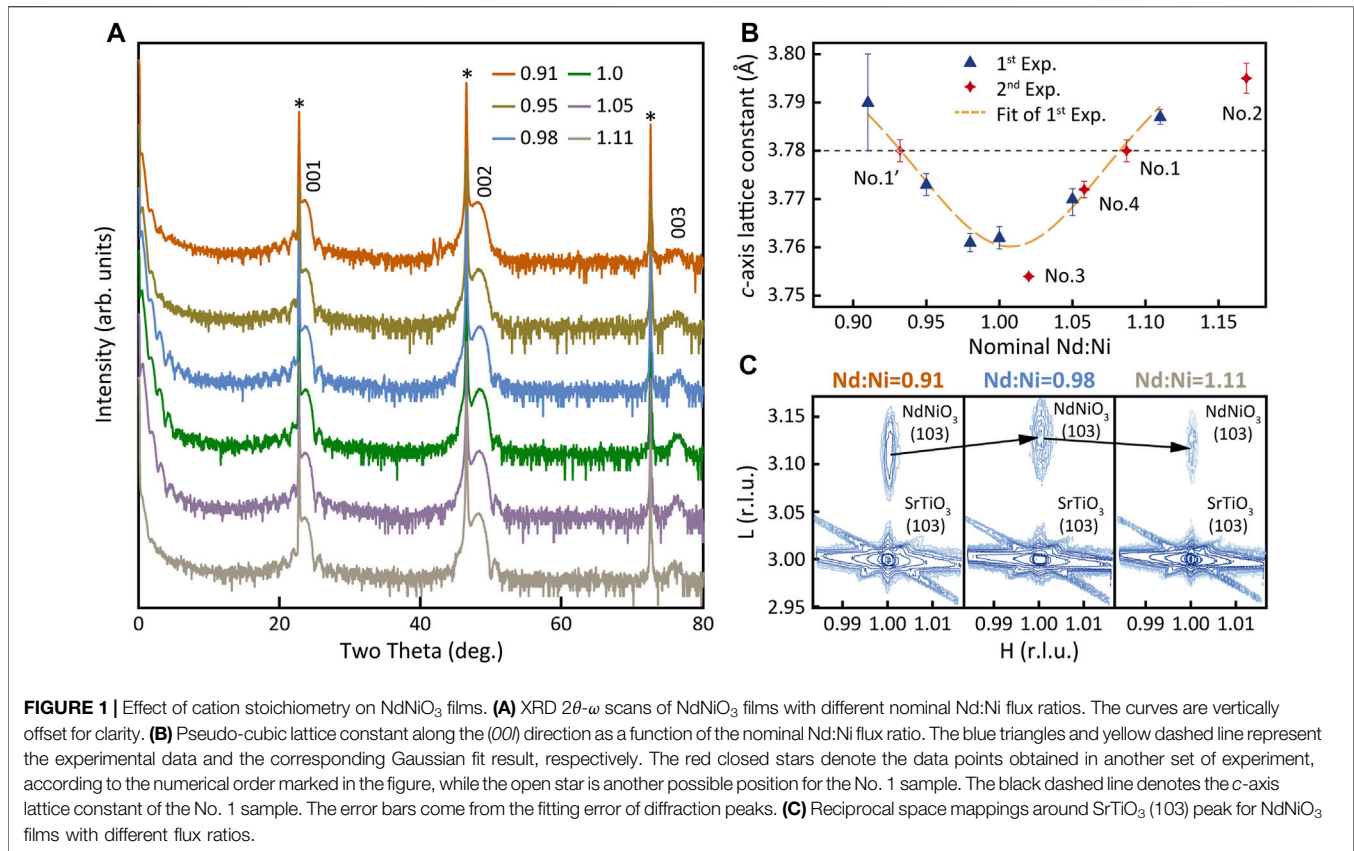 A
Intensity (arb. units)
0.91 1.0
0.95 1.05
0.98 1.11
*
*
*
001
002
003
0 20 40 60 80
Two Theta (deg.)
B
c-axis lattice constant (Å)
3.80
3.79
3.78
3.77
3.76
3.75
1st Exp.
2nd Exp.
Fit of 1st Exp.
No.2
No.1′
No.1
No.4
No.3
0.90 0.95 1.00 1.05 1.10 1.15
Nominal Nd:Ni
C
Nd:Ni=0.91 Nd:Ni=0.98 Nd:Ni=1.11
L (r.l.u.)
3.15
3.10
3.05
3.00
2.95
NdNiO₃
(103)
SrTiO₃
(103)
NdNiO₃
(103)
SrTiO₃
(103)
NdNiO₃
(103)
SrTiO₃
(103)
0.99 1.00 1.01 0.99 1.00 1.01 0.99 1.00 1.01
H (r.l.u.)
FIGURE 1 | Effect of cation stoichiometry on NdNiO₃ films. (A) XRD 2θ-ω scans of NdNiO₃ films with different nominal Nd:Ni flux ratios. The curves are vertically
offset for clarity. (B) Pseudo-cubic lattice constant along the (00l) direction as a function of the nominal Nd:Ni flux ratio. The blue triangles and yellow dashed line represent
the experimental data and the corresponding Gaussian fit result, respectively. The red closed stars denote the data points obtained in another set of experiment,
according to the numerical order marked in the figure, while the open star is another possible position for the No. 1 sample. The black dashed line denotes the c-axis
lattice constant of the No. 1 sample. The error bars come from the fitting error of diffraction peaks. (C) Reciprocal space mappings around SrTiO₃ (103) peak for NdNiO₃
films with different flux ratios.